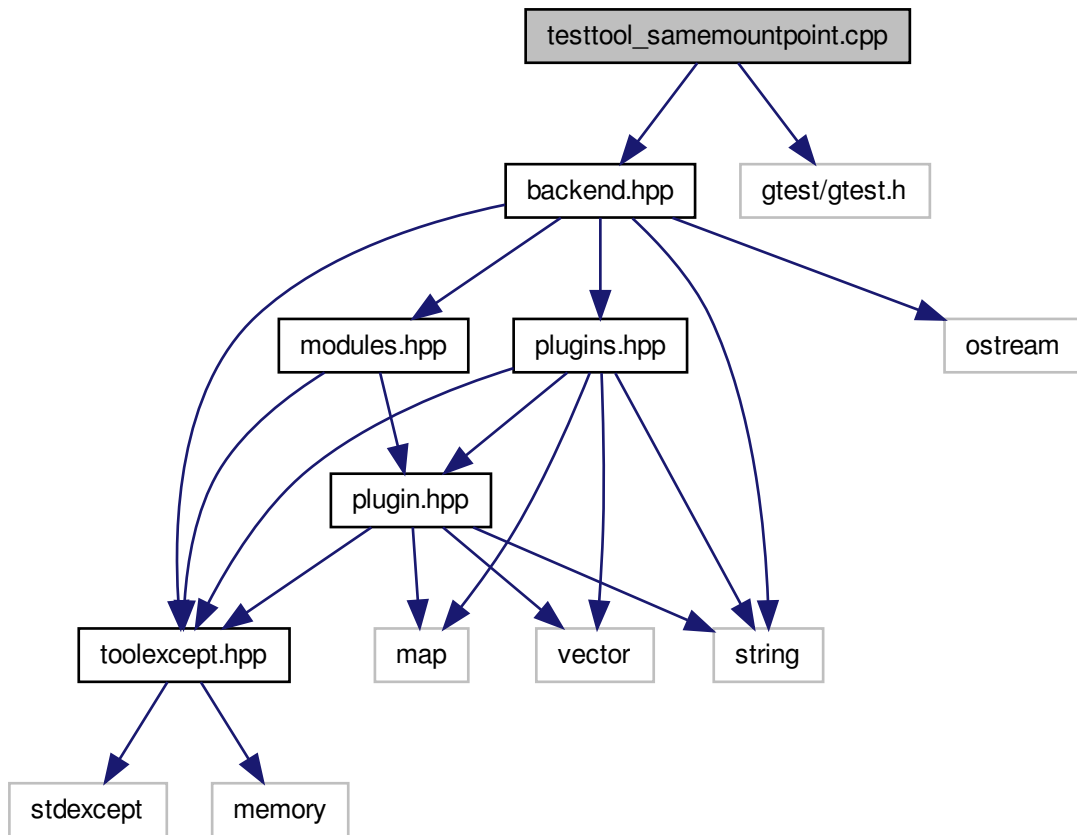 testtool_samemountpoint.cpp
backend.hpp
gtest/gtest.h
modules.hpp
plugins.hpp
ostream
plugin.hpp
toolexcept.hpp
map
vector
string
stdexcept
memory